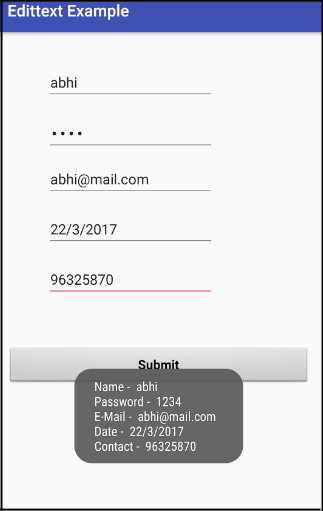 Edittext Example
abhi
••••
abhi@mail.com
22/3/2017
96325870
Submit
Name - abhi
Password - 1234
E-Mail - abhi@mail.com
Date - 22/3/2017
Contact - 96325870